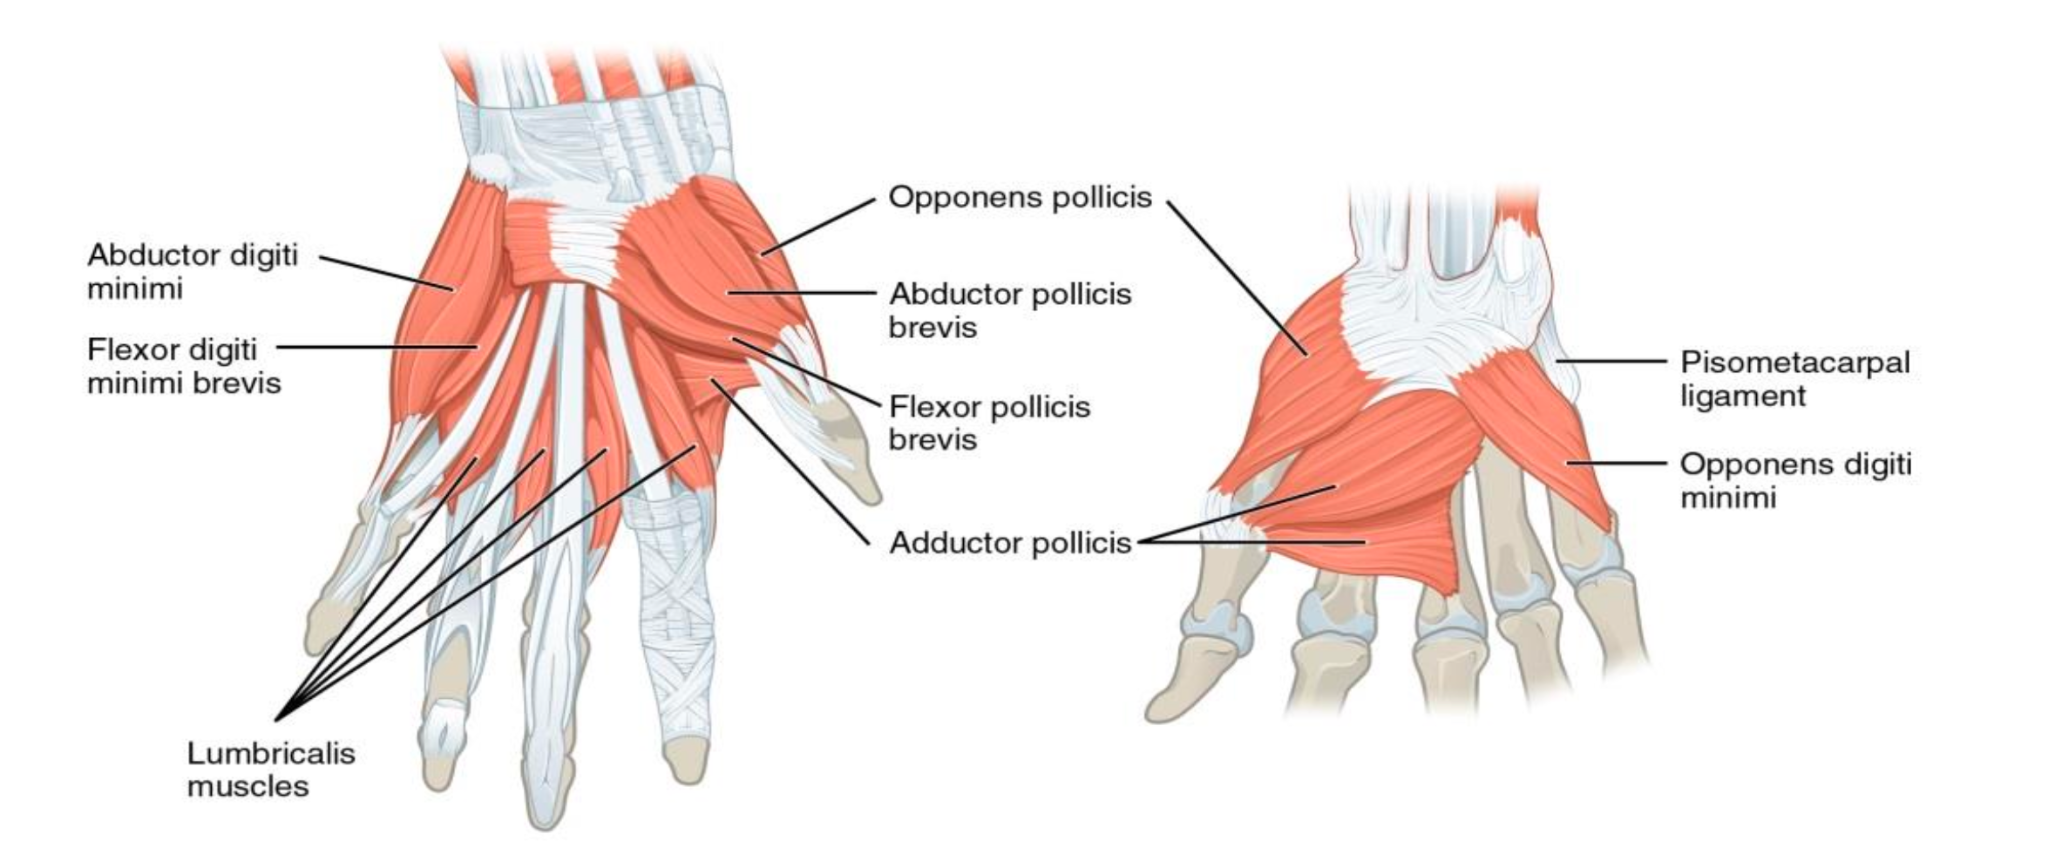 Abductor digiti
minimi
Flexor digiti
minimi brevis
Lumbricalis
muscles
Opponens pollicis
Abductor pollicis
brevis
Flexor pollicis
brevis
Adductor pollicis
Pisometacarpal
ligament
Opponens digiti
minimi